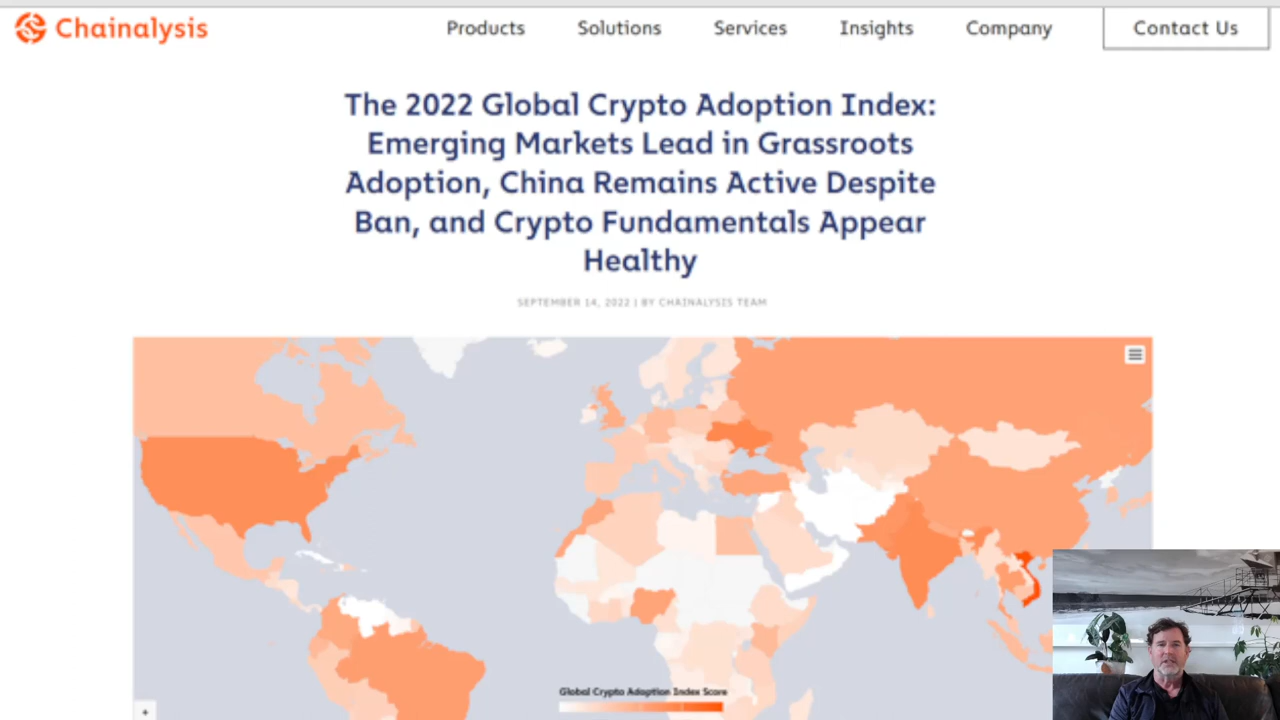 Chainalysis
Products Solutions Services Insights Company Contact Us
The 2022 Global Crypto Adoption Index:
Emerging Markets Lead in Grassroots
Adoption, China Remains Active Despite
Ban, and Crypto Fundamentals Appear
Healthy
SEPTEMBER 14, 2022 | BY CHAINALYSIS TEAM
Global Crypto Adoption Index Score
+